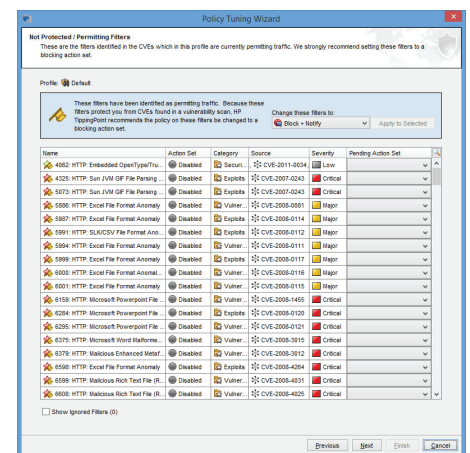 Policy Tuning Wizard
Not Protected / Permitting Filters
These are the filters identified in the CVEs which in this profile are currently permitting traffic. We strongly recommend setting these filters to a
blocking action set.
Profile: Default
These filters have been identified as permitting traffic. Because these
filters protect you from CVEs found in a vulnerability scan, HP
TippingPoint recommends the policy on these filters be changed to a
blocking action set.
Change these filters to:
Block + Notify Apply to Selected
Name Action Set Category Source Severity Pending Action Set
4062: HTTP: Embedded OpenType/Tru... Disabled Securi... CVE-2011-0034, Low
4325: HTTP: Sun JVM GIF File Parsing ... Disabled Exploits CVE-2007-0243 Critical
5073: HTTP: Sun JVM GIF File Parsing ... Disabled Exploits CVE-2007-0243 Critical
5886: HTTP: Excel File Format Anomaly Disabled Vulner... CVE-2008-0081 Major
5987: HTTP: Excel File Format Anomaly Disabled Exploits CVE-2008-0114 Major
5991: HTTP: SLK/CSV File Format Ano... Disabled Exploits CVE-2008-0112 Major
5994: HTTP: Excel File Format Anomaly Disabled Vulner... CVE-2008-0111 Major
5999: HTTP: Excel File Format Anomaly Disabled Exploits CVE-2008-0117 Major
6000: HTTP: Excel File Format Anomal... Disabled Vulner... CVE-2008-0116 Major
6001: HTTP: Excel File Format Anomaly Disabled Vulner... CVE-2008-0115 Major
6159: HTTP: Microsoft Powerpoint File ... Disabled Vulner... CVE-2008-1455 Critical
6284: HTTP: Microsoft Powerpoint File ... Disabled Exploits CVE-2008-0120 Critical
6295: HTTP: Microsoft Powerpoint File ... Disabled Vulner... CVE-2008-0121 Critical
6375: HTTP: Microsoft Word Malforme... Disabled Vulner... CVE-2008-3015 Critical
6379: HTTP: Malicious Enhanced Metaf... Disabled Vulner... CVE-2008-3012 Critical
6598: HTTP: Excel File Format Anomaly Disabled Exploits CVE-2008-4264 Critical
6599: HTTP: Malicious Rich Text File (R... Disabled Vulner... CVE-2008-4031 Critical
6608: HTTP: Malicious Rich Text File (R... Disabled Vulner... CVE-2008-4025 Critical
Show Ignored Filters (0)
Previous Next Finish Cancel